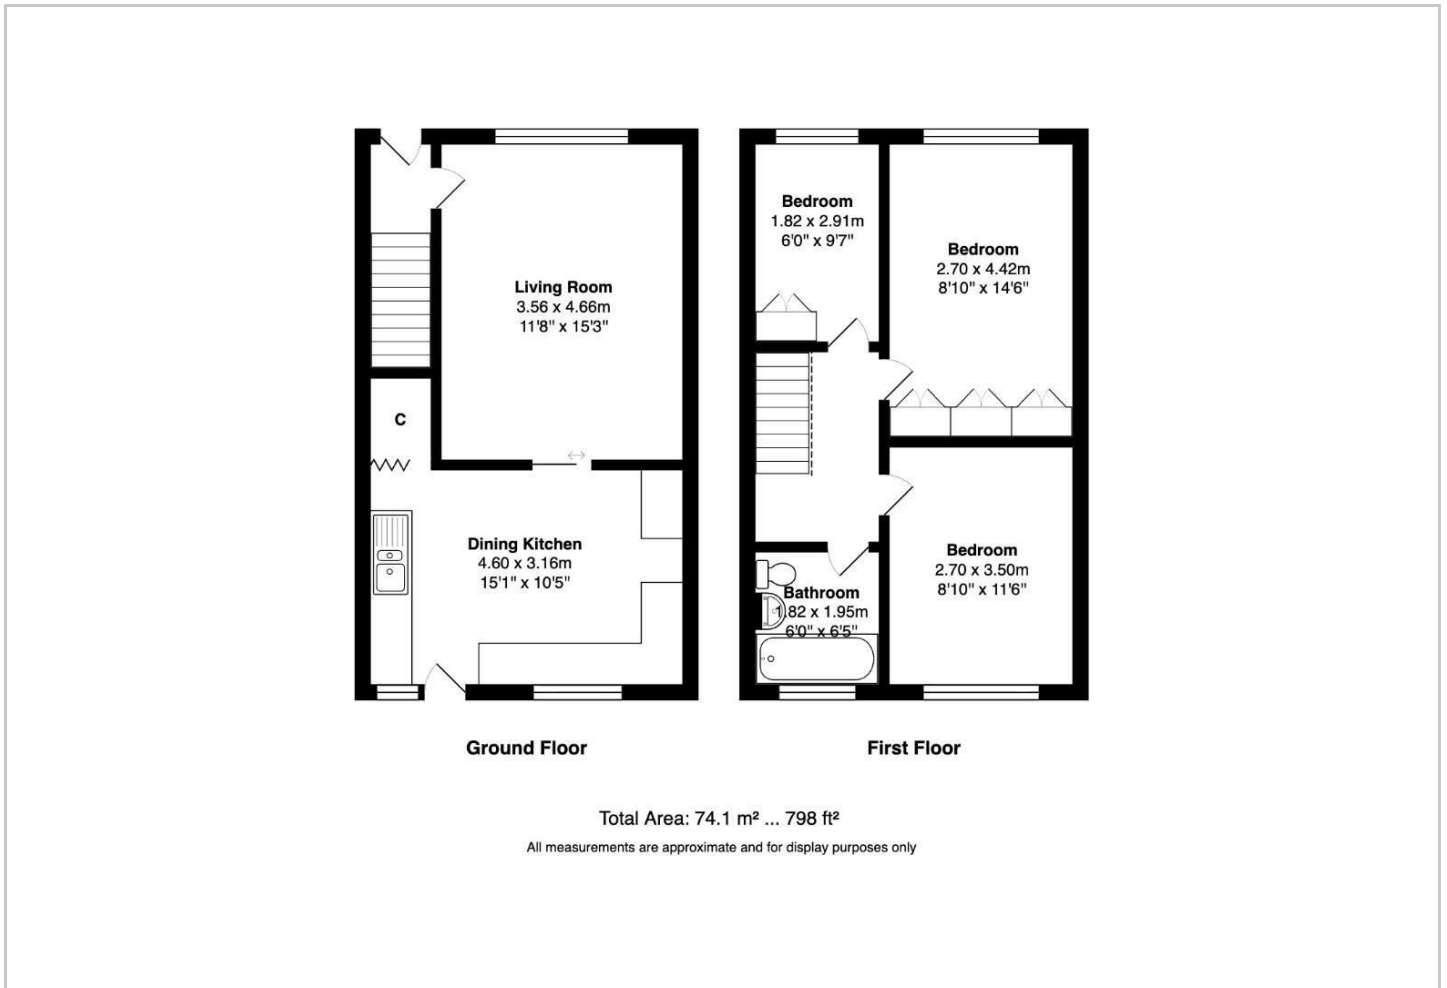 Living Room
3.56 x 4.66m
11'8" x 15'3"
C
Dining Kitchen
4.60 x 3.16m
15'1" x 10'5"
Ground Floor
Bedroom
1.82 x 2.91m
6'0" x 9'7"
Bedroom
2.70 x 4.42m
8'10" x 14'6"
Bedroom
2.70 x 3.50m
8'10" x 11'6"
Bathroom
1.82 x 1.95m
6'0" x 6'5"
First Floor
Total Area: 74.1 m² ... 798 ft²
All measurements are approximate and for display purposes only